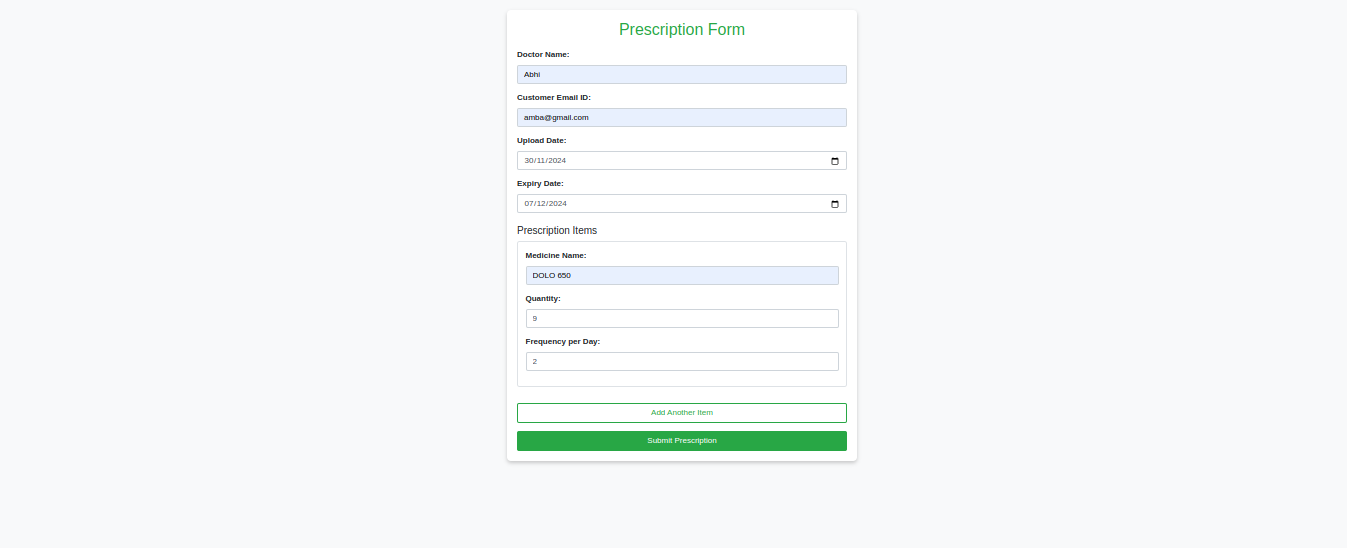 Prescription Form
Doctor Name:
Abhi
Customer Email ID:
amba@gmail.com
Upload Date:
30/11/2024
Expiry Date:
07/12/2024
Prescription Items
Medicine Name:
DOLO 650
Quantity:
9
Frequency per Day:
2
Add Another Item
Submit Prescription